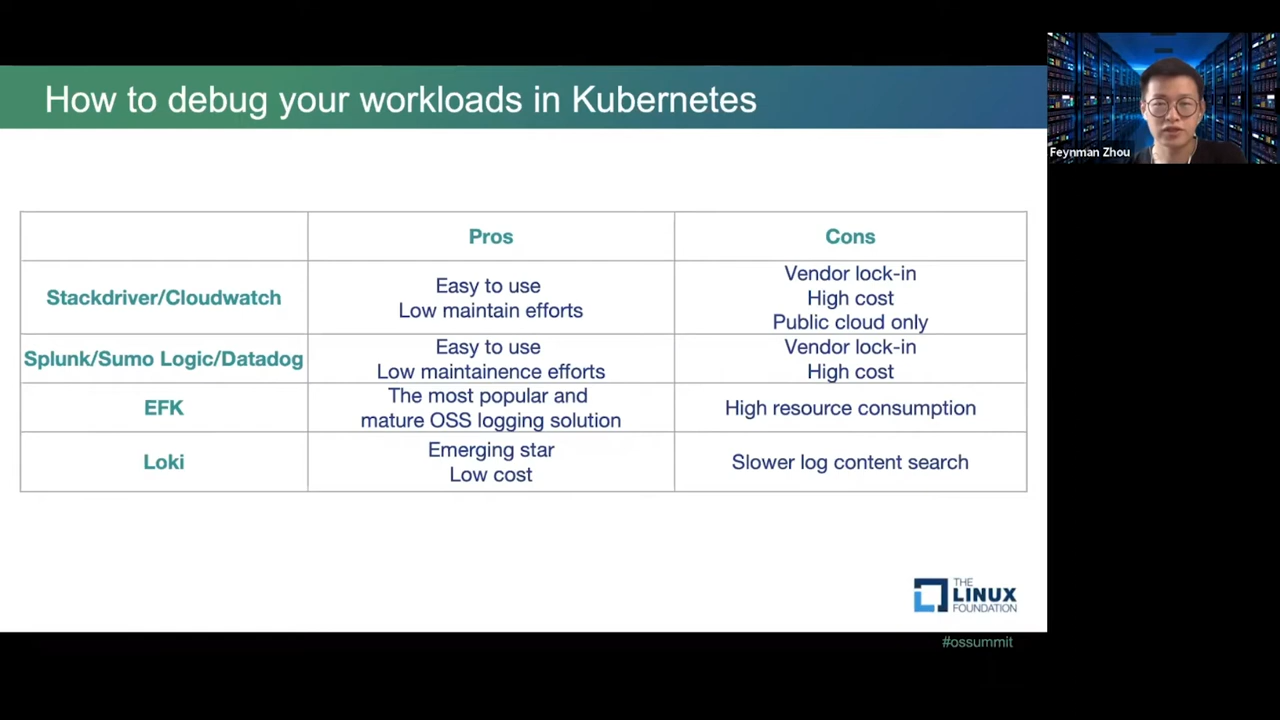 How to debug your workloads in Kubernetes
Feynman Zhou
Pros
Cons
Stackdriver/Cloudwatch
Easy to use
Low maintain efforts
Vendor lock-in
High cost
Public cloud only
Splunk/Sumo Logic/Datadog
Easy to use
Low maintainence efforts
Vendor lock-in
High cost
EFK
The most popular and
mature OSS logging solution
High resource consumption
Loki
Emerging star
Low cost
Slower log content search
THE
LINUX
FOUNDATION
#ossummit